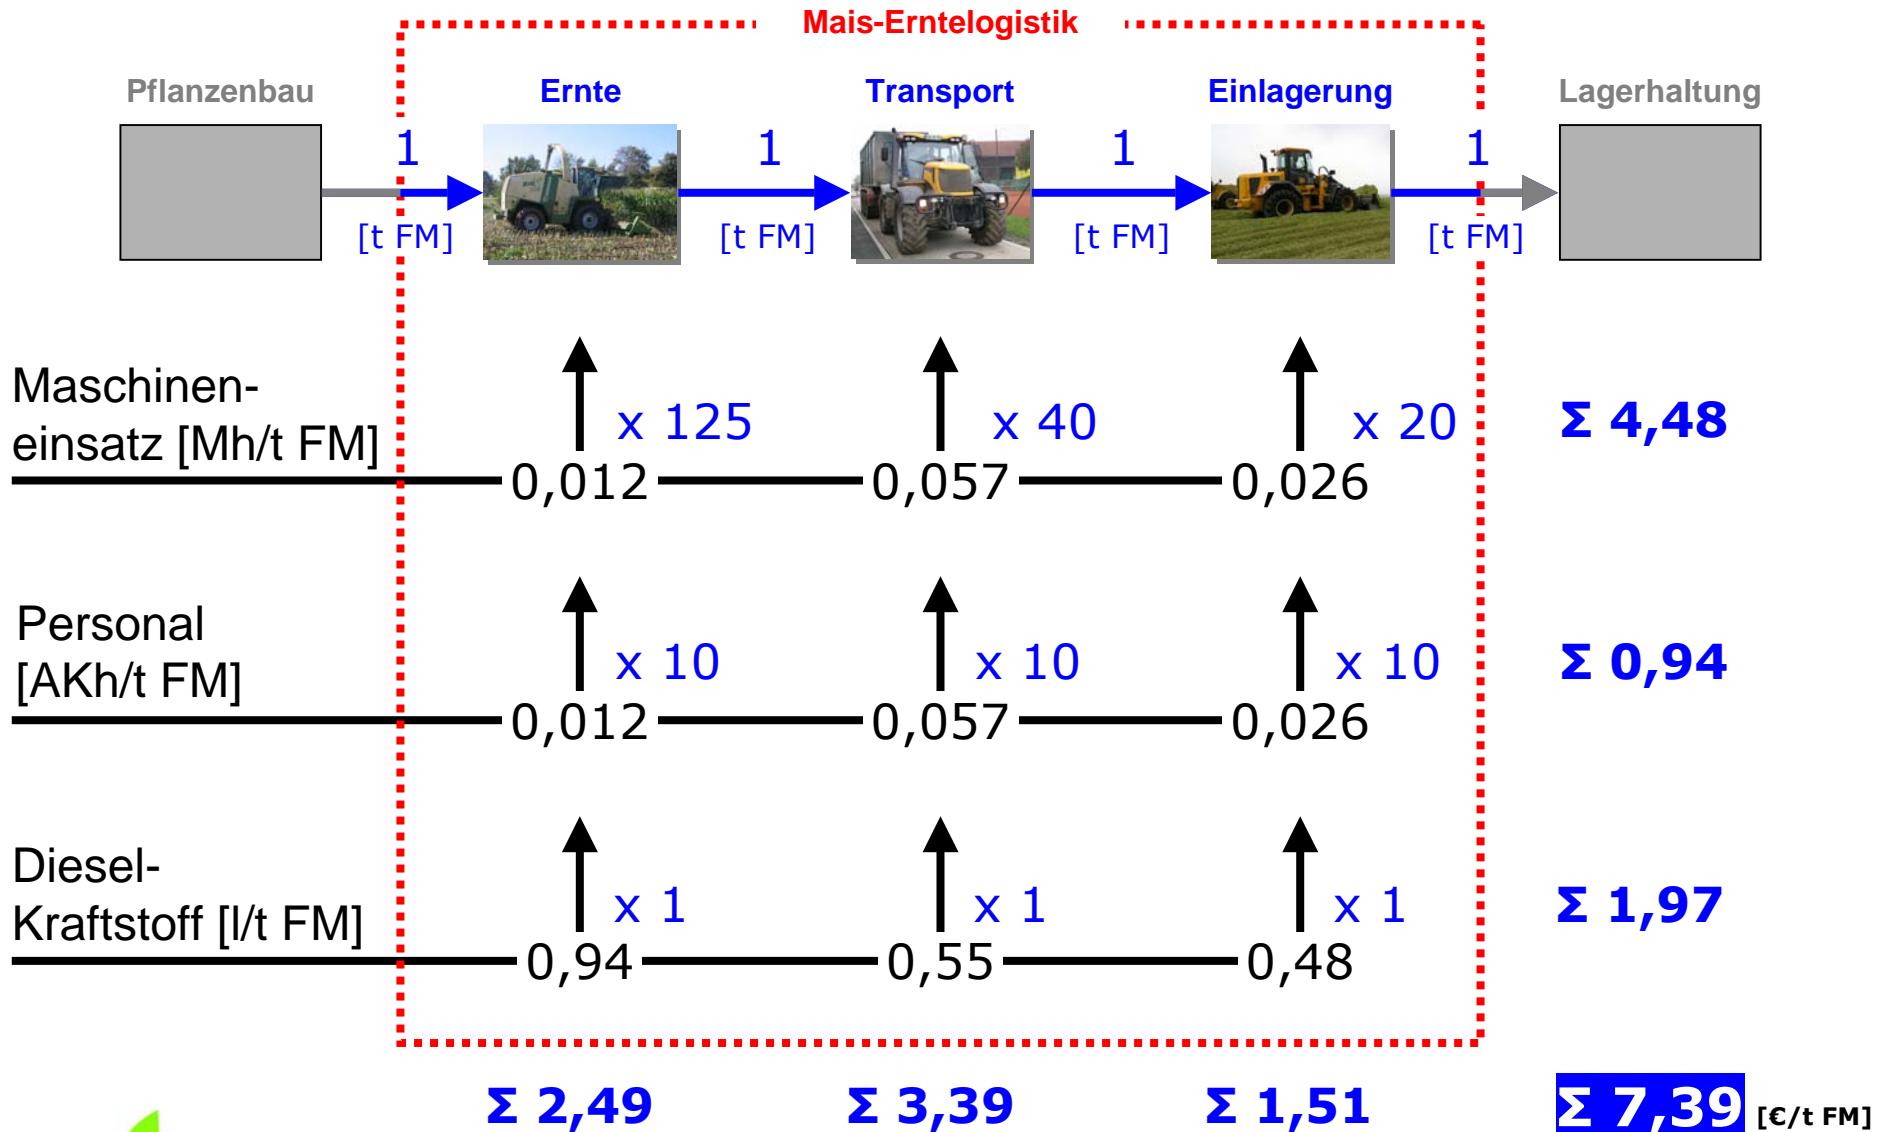 Mais-Erntelogistik
Pflanzenbau
Ernte
Transport
Einlagerung
Lagerhaltung
1
1
1
1
[t FM]
[t FM]
[t FM]
[t FM]
Maschinen-
einsatz [Mh/t FM]
x 125
x 40
x 20
Σ 4,48
0,012
0,057
0,026
Personal
[AKh/t FM]
x 10
x 10
x 10
Σ 0,94
0,012
0,057
0,026
Diesel-
Kraftstoff [l/t FM]
x 1
x 1
x 1
Σ 1,97
0,94
0,55
0,48
Σ 2,49
Σ 3,39
Σ 1,51
Σ 7,39 [€/t FM]